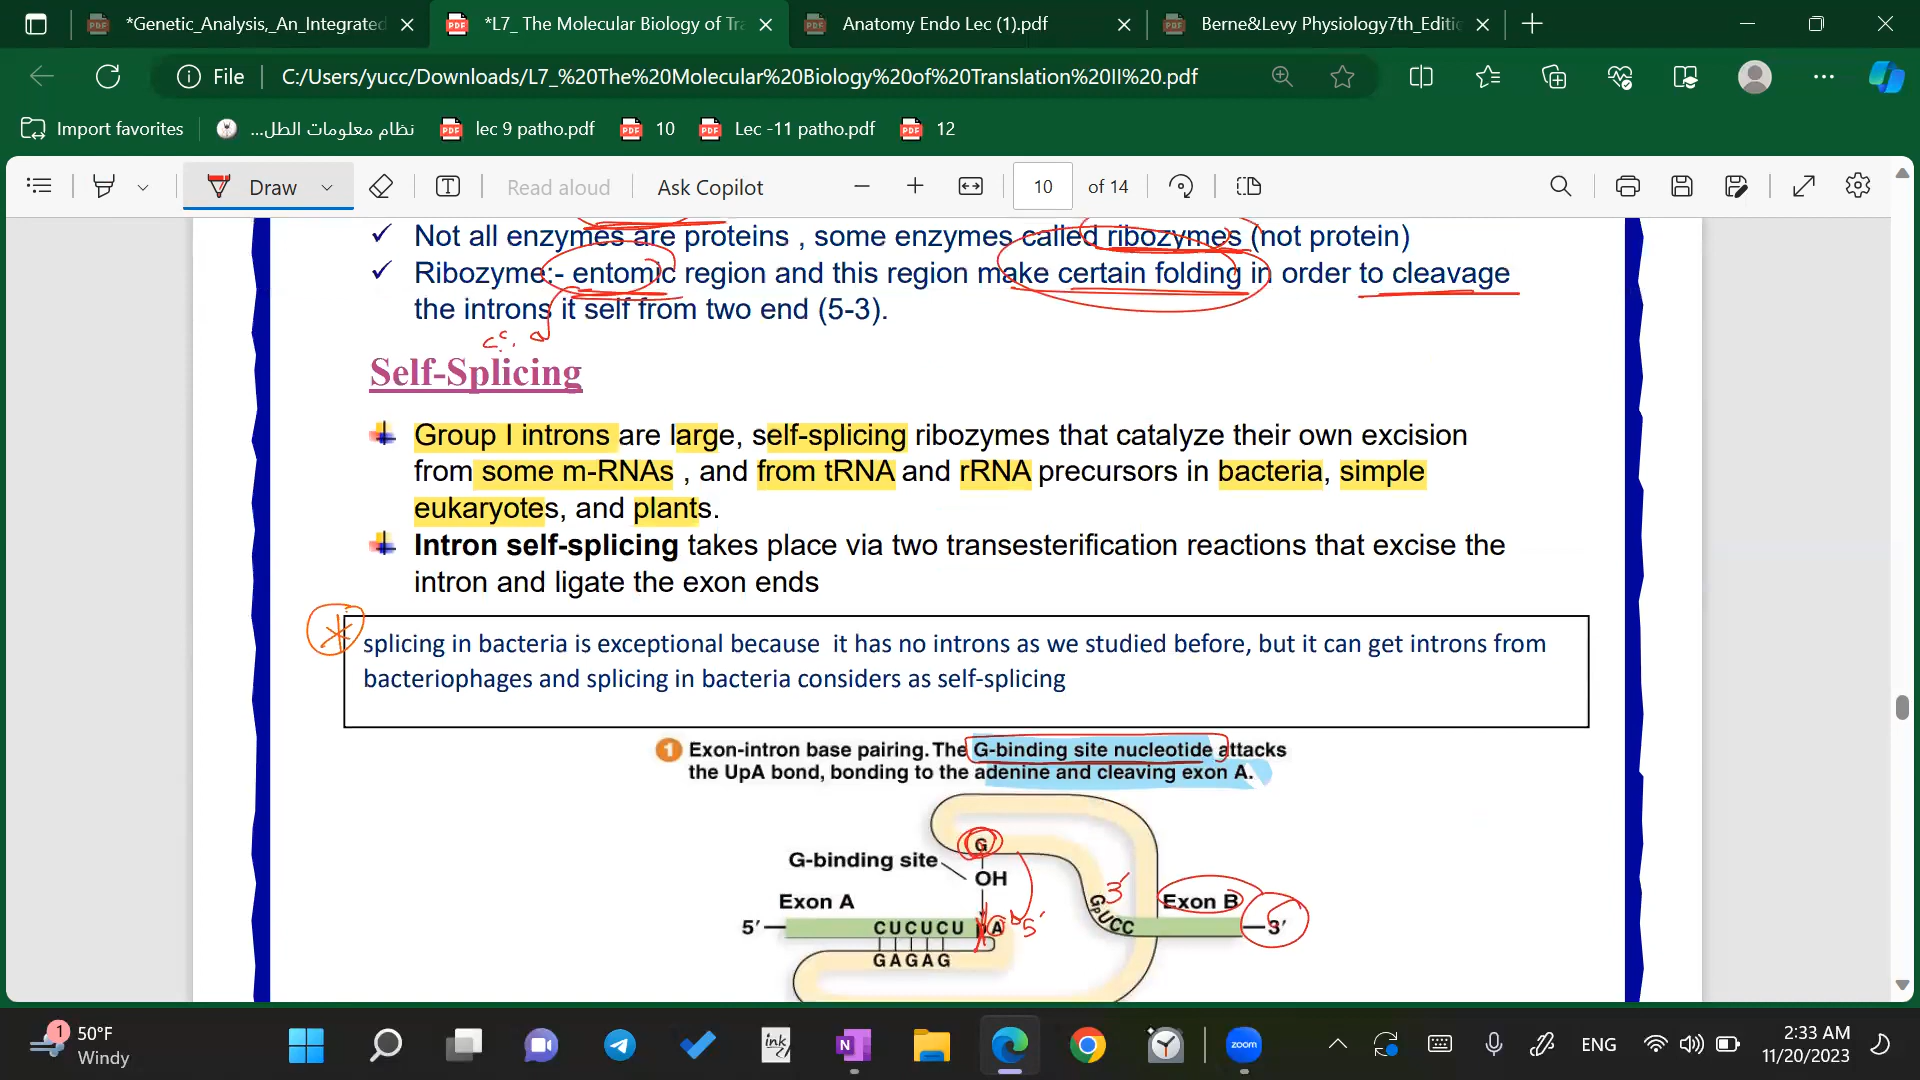 *Genetic_Analysis,_An_Integrated
*L7_ The Molecular Biology of Tra
Anatomy Endo Lec (1).pdf
Berne&Levy Physiology7th_Editi
File
C:/Users/yucc/Downloads/L7_%20The%20Molecular%20Biology%20of%20Translation%20II%20.pdf
Import favorites
نظام معلومات الطل...
lec 9 patho.pdf
10
Lec -11 patho.pdf
12
Draw
Read aloud
Ask Copilot
10
of 14
Not all enzymes are proteins , some enzymes called ribozymes (not protein)
Ribozyme:- entomic region and this region make certain folding in order to cleavage
the introns it self from two end (5-3).
Self-Splicing
Group I introns are large, self-splicing ribozymes that catalyze their own excision
from some m-RNAs , and from tRNA and rRNA precursors in bacteria, simple
eukaryotes, and plants.
Intron self-splicing takes place via two transesterification reactions that excise the
intron and ligate the exon ends
splicing in bacteria is exceptional because it has no introns as we studied before, but it can get introns from
bacteriophages and splicing in bacteria considers as self-splicing
1 Exon-intron base pairing. The G-binding site nucleotide attacks
the UpA bond, bonding to the adenine and cleaving exon A.
G
G-binding site
OH
3′
Exon A
Exon B
5′
CUCUCU
A
5′
GpUCC
3′
GAGAG
1
50°F
Windy
ink
N
zoom
ENG
2:33 AM
11/20/2023